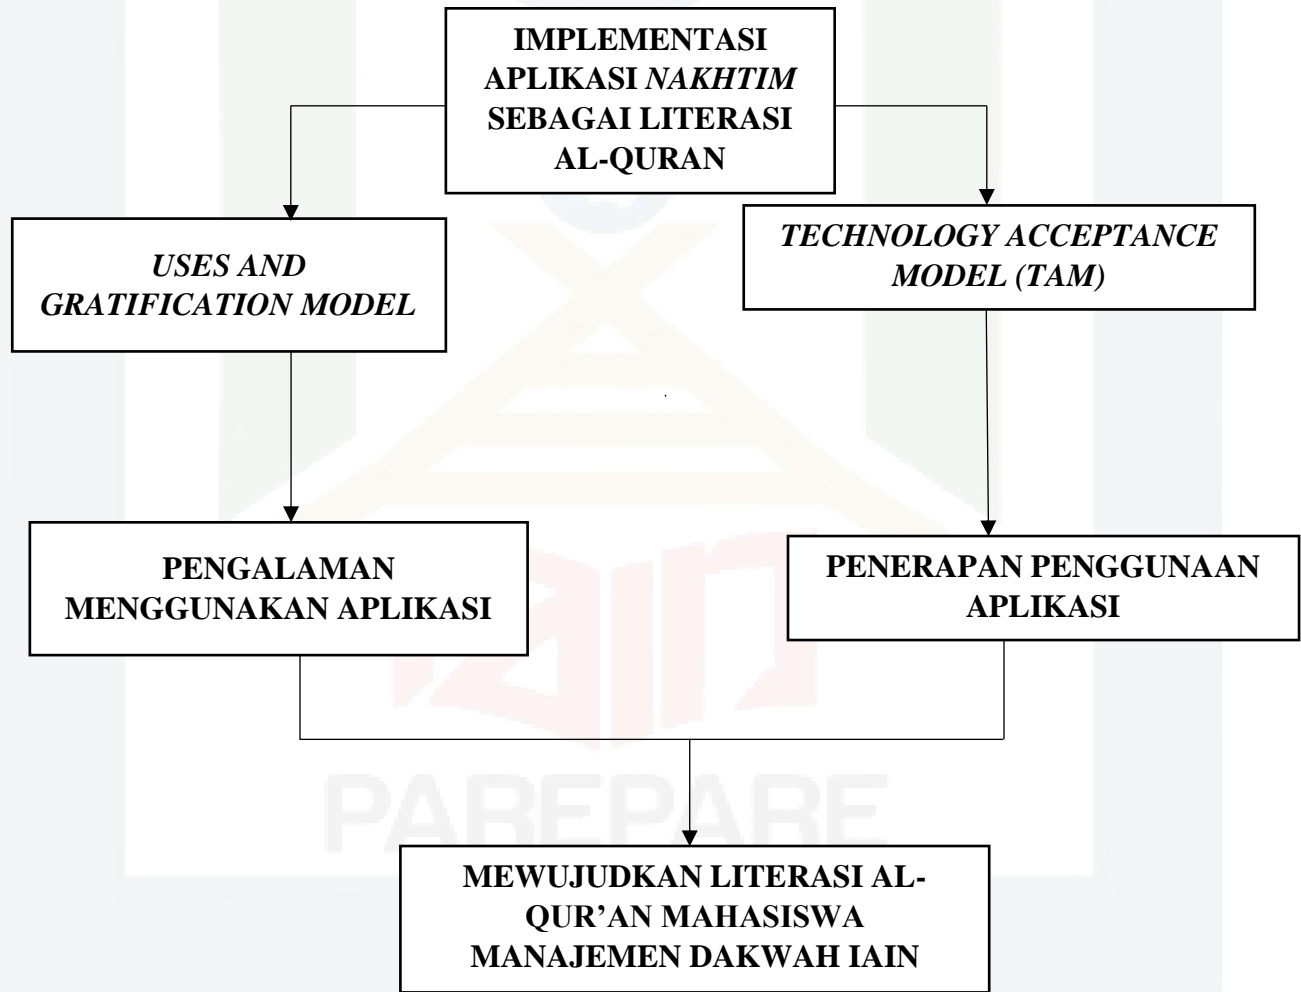 IMPLEMENTASI
APLIKASI NAKHTIM
SEBAGAI LITERASI
AL-QURAN
USES AND
GRATIFICATION MODEL
TECHNOLOGY ACCEPTANCE
MODEL (TAM)
PENGALAMAN
MENGGUNAKAN APLIKASI
PENERAPAN PENGGUNAAN
APLIKASI
iain
PAREPARE
MEWUJUDKAN LITERASI AL-
QUR’AN MAHASISWA
MANAJEMEN DAKWAH IAIN